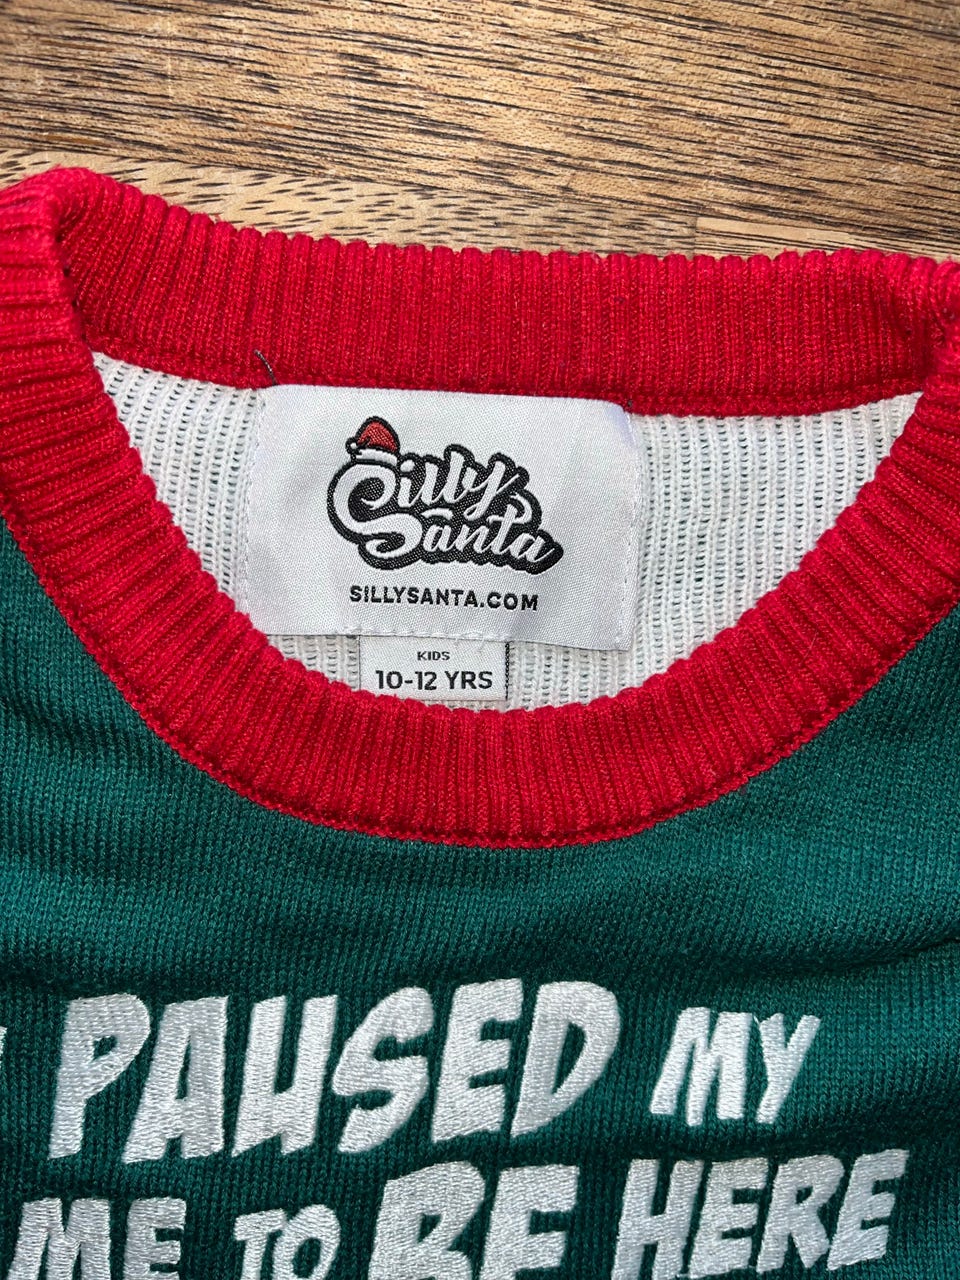 Silly
Santa
SILLYSANTA.COM
KIDS
10-12 YRS
PAUSED MY
ME TO BE HERE